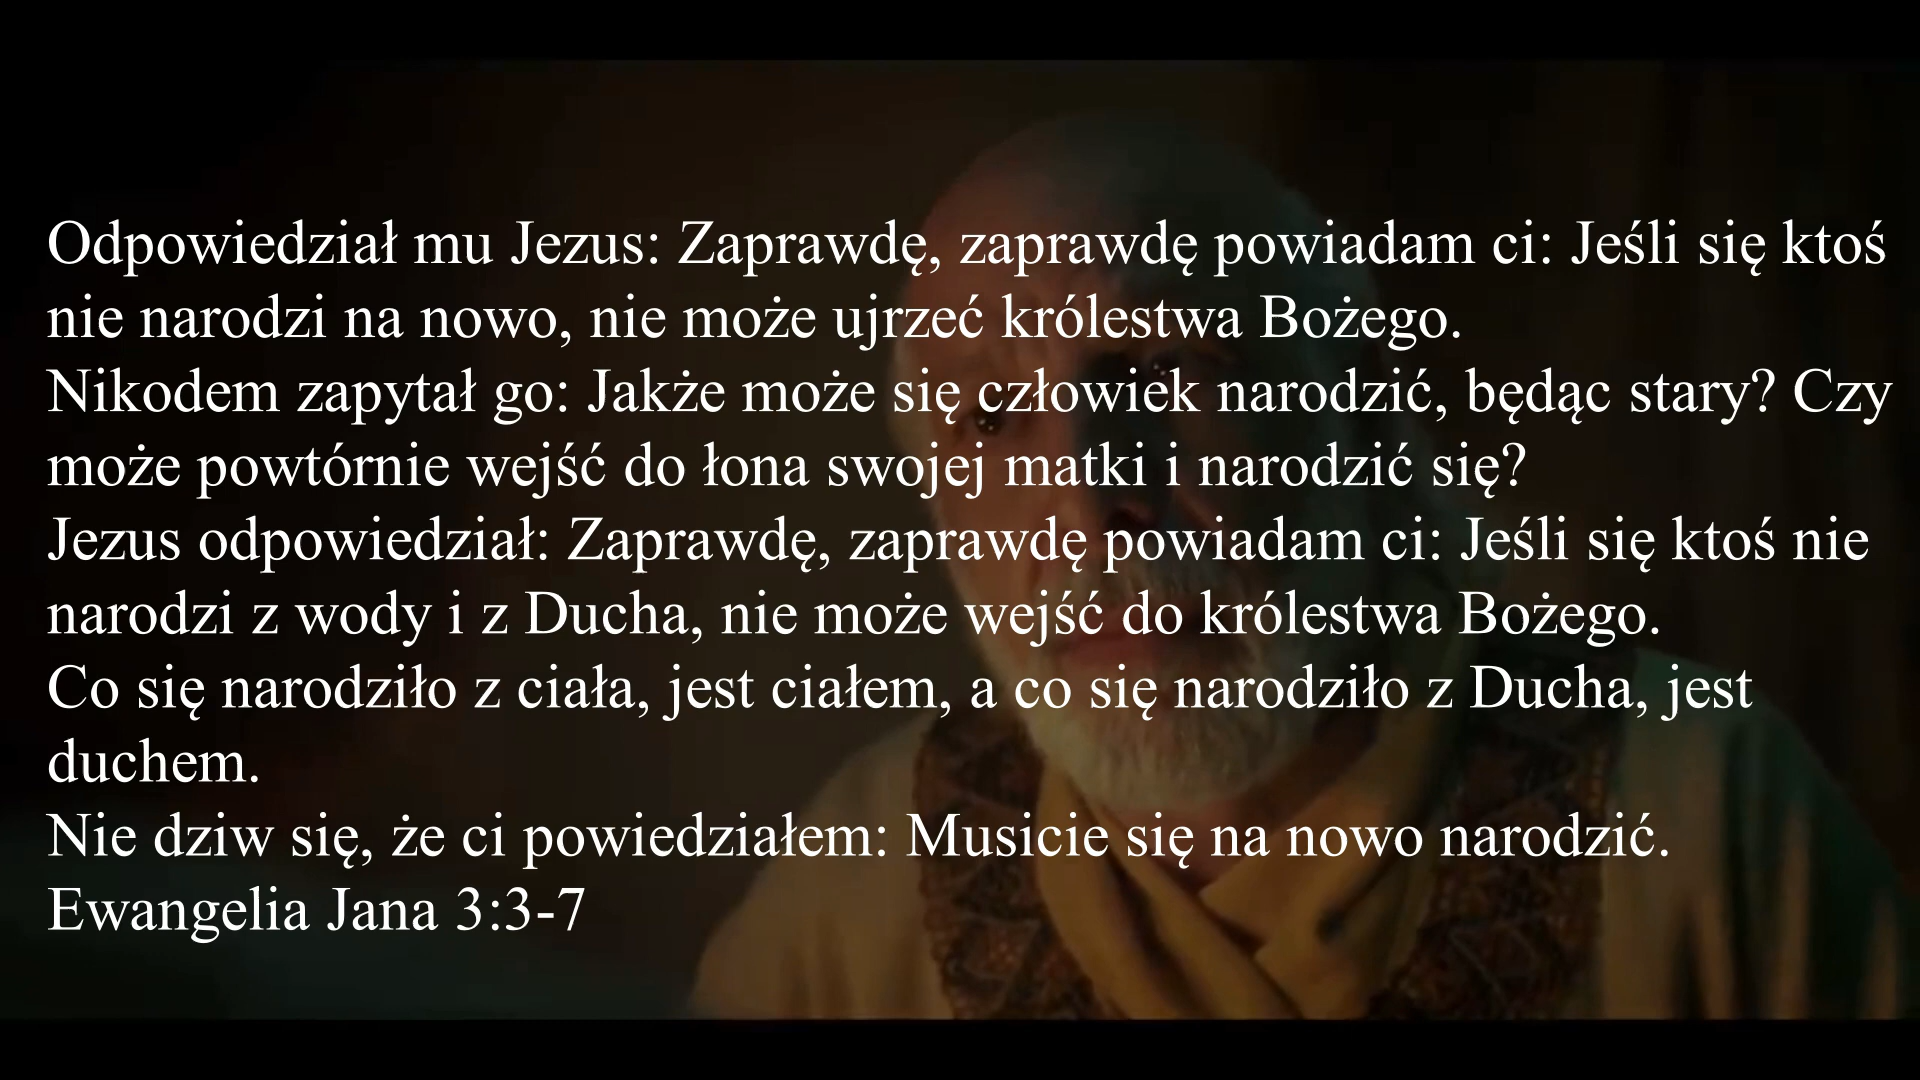 Odpowiedział mu Jezus: Zaprawdę, zaprawdę powiadam ci: Jeśli się ktoś
nie narodzi na nowo, nie może ujrzeć królestwa Bożego.
Nikodem zapytał go: Jakże może się człowiek narodzić, będąc stary? Czy
może powtórnie wejść do łona swojej matki i narodzić się?
Jezus odpowiedział: Zaprawdę, zaprawdę powiadam ci: Jeśli się ktoś nie
narodzi z wody i z Ducha, nie może wejść do królestwa Bożego.
Co się narodziło z ciała, jest ciałem, a co się narodziło z Ducha, jest
duchem.
Nie dziw się, że ci powiedziałem: Musicie się na nowo narodzić.
Ewangelia Jana 3:3-7